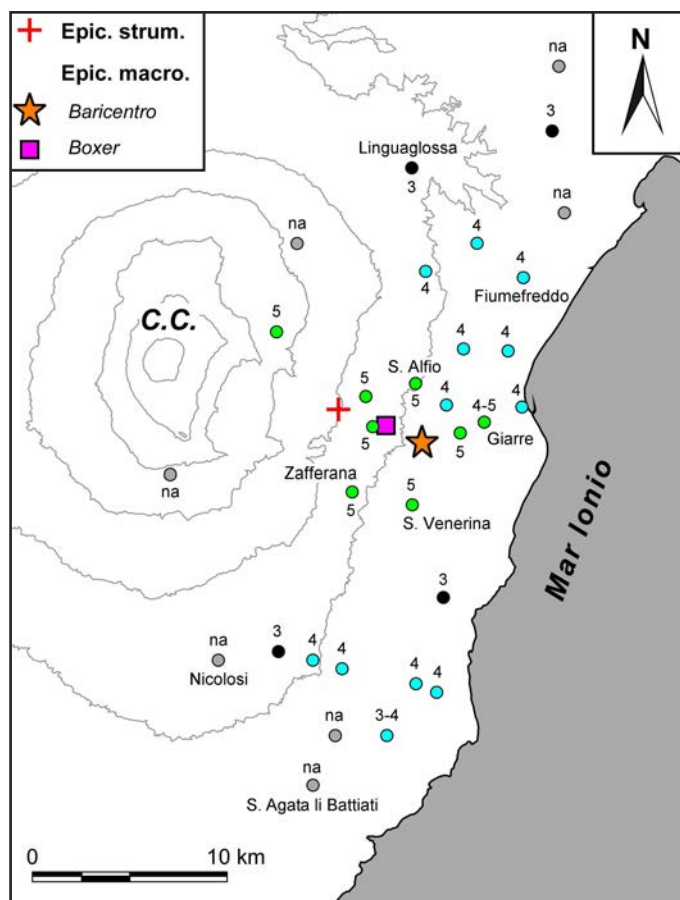 Epic. strum.
Epic. macro.
Baricentro
Boxer
N
na
3
Linguaglossa
3
na
na
4
4
4
Fiumefreddo
5
C.C.
4
4
S. Alfio
5
5
4
4-5
4
5
5
Giarre
na
Zafferana
5
5
S. Venerina
Mar Ionio
3
na
3
4
4
Nicolosi
4
4
na
3-4
na
S. Agata li Battiati
0
10 km